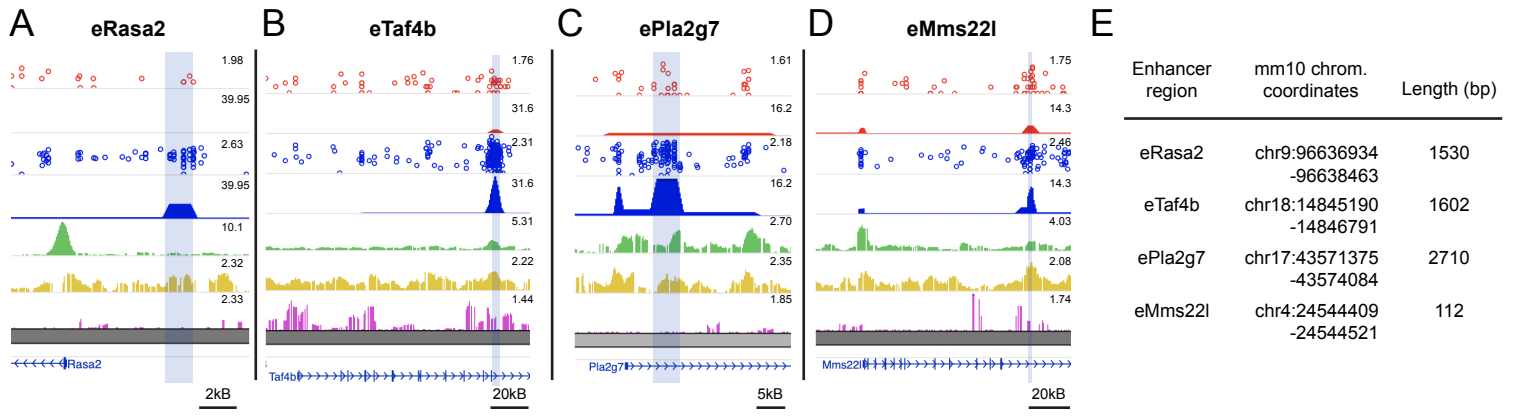 A
eRasa2
1.98
39.95
2.63
39.95
10.1
2.32
2.33
Rasa2
2kB
B
eTaf4b
1.76
31.6
2.31
31.6
5.31
2.22
1.44
Taf4b
20kB
C
ePla2g7
1.61
16.2
2.18
16.2
2.70
2.35
1.85
Pla2g7
5kB
D
eMms22l
1.75
14.3
2.46
14.3
4.03
2.08
1.74
Mms22l
20kB
E
Enhancer region
mm10 chrom. coordinates
Length (bp)
eRasa2
chr9:96636934
-96638463
1530
eTaf4b
chr18:14845190
-14846791
1602
ePla2g7
chr17:43571375
-43574084
2710
eMms22l
chr4:24544409
-24544521
112